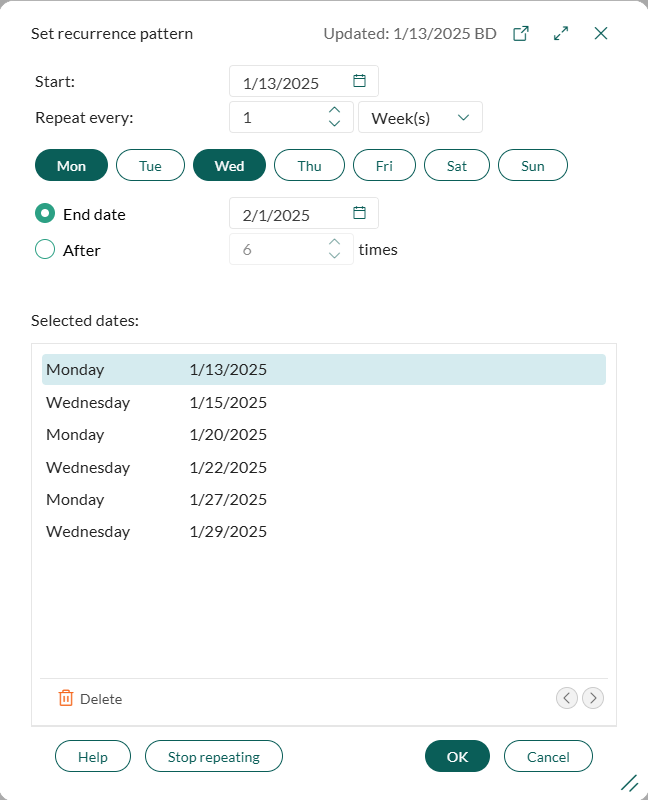 Set recurrence pattern Updated: 1/13/2025 BD
Start: 1/13/2025
Repeat every: 1 Week(s)
Mon Tue Wed Thu Fri Sat Sun
End date 2/1/2025
After 6 times
Selected dates:
Monday 1/13/2025
Wednesday 1/15/2025
Monday 1/20/2025
Wednesday 1/22/2025
Monday 1/27/2025
Wednesday 1/29/2025
Delete
Help Stop repeating OK Cancel